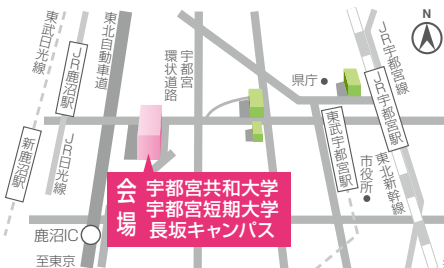 東武日光線
JR鹿沼駅
東北自動車道
宇都宮
環状道路
県庁
JR宇都宮線
N
新鹿沼駅
JR日光線
東武宇都宮駅
市役所
JR宇都宮駅
東北新幹線
会場
宇都宮共和大学
宇都宮短期大学
長坂キャンパス
鹿沼IC
至東京